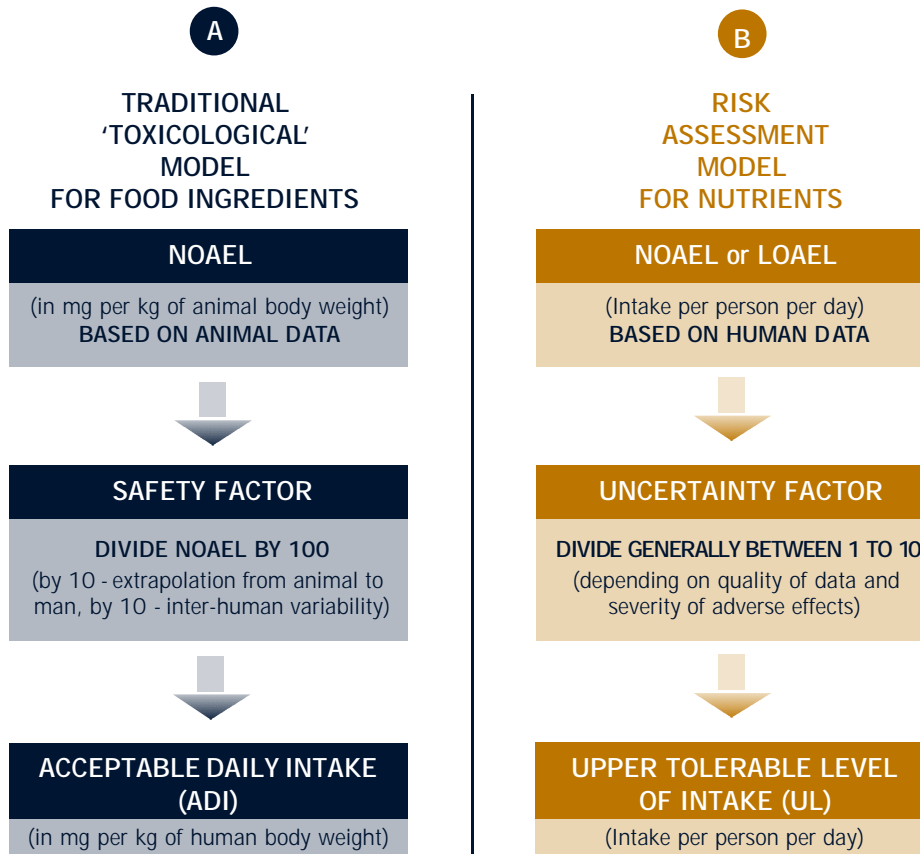 A
TRADITIONAL
‘TOXICOLOGICAL’
MODEL
FOR FOOD INGREDIENTS
NOAEL
(in mg per kg of animal body weight)
BASED ON ANIMAL DATA
SAFETY FACTOR
DIVIDE NOAEL BY 100
(by 10 - extrapolation from animal to
man, by 10 - inter-human variability)
ACCEPTABLE DAILY INTAKE
(ADI)
(in mg per kg of human body weight)
B
RISK
ASSESSMENT
MODEL
FOR NUTRIENTS
NOAEL or LOAEL
(Intake per person per day)
BASED ON HUMAN DATA
UNCERTAINTY FACTOR
DIVIDE GENERALLY BETWEEN 1 TO 10
(depending on quality of data and
severity of adverse effects)
UPPER TOLERABLE LEVEL
OF INTAKE (UL)
(Intake per person per day)